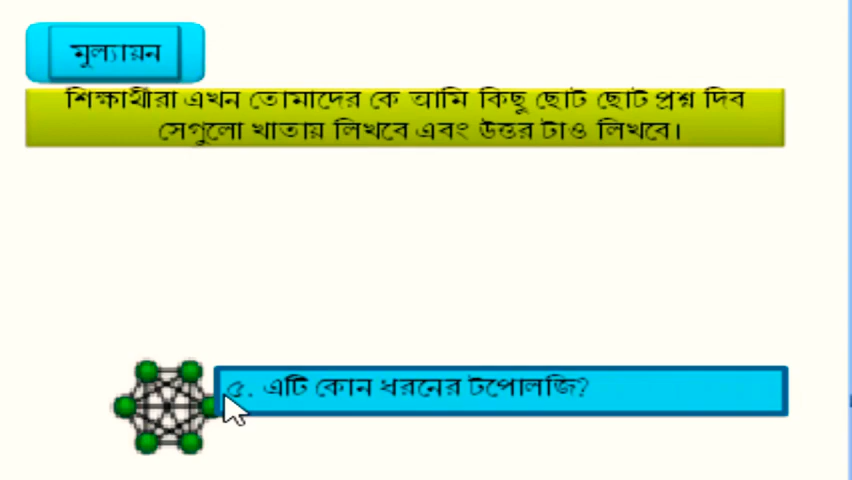 মুল্যায়ন
শিক্ষার্থীরা এখন তোমাদের কে আমি কিছু ছোট ছোট প্রশ্ন দিব
সেগুলো খাতায় লিখবে এবং উত্তর টাও লিখবে।
৫. এটি কোন ধরনের টপোলজি?